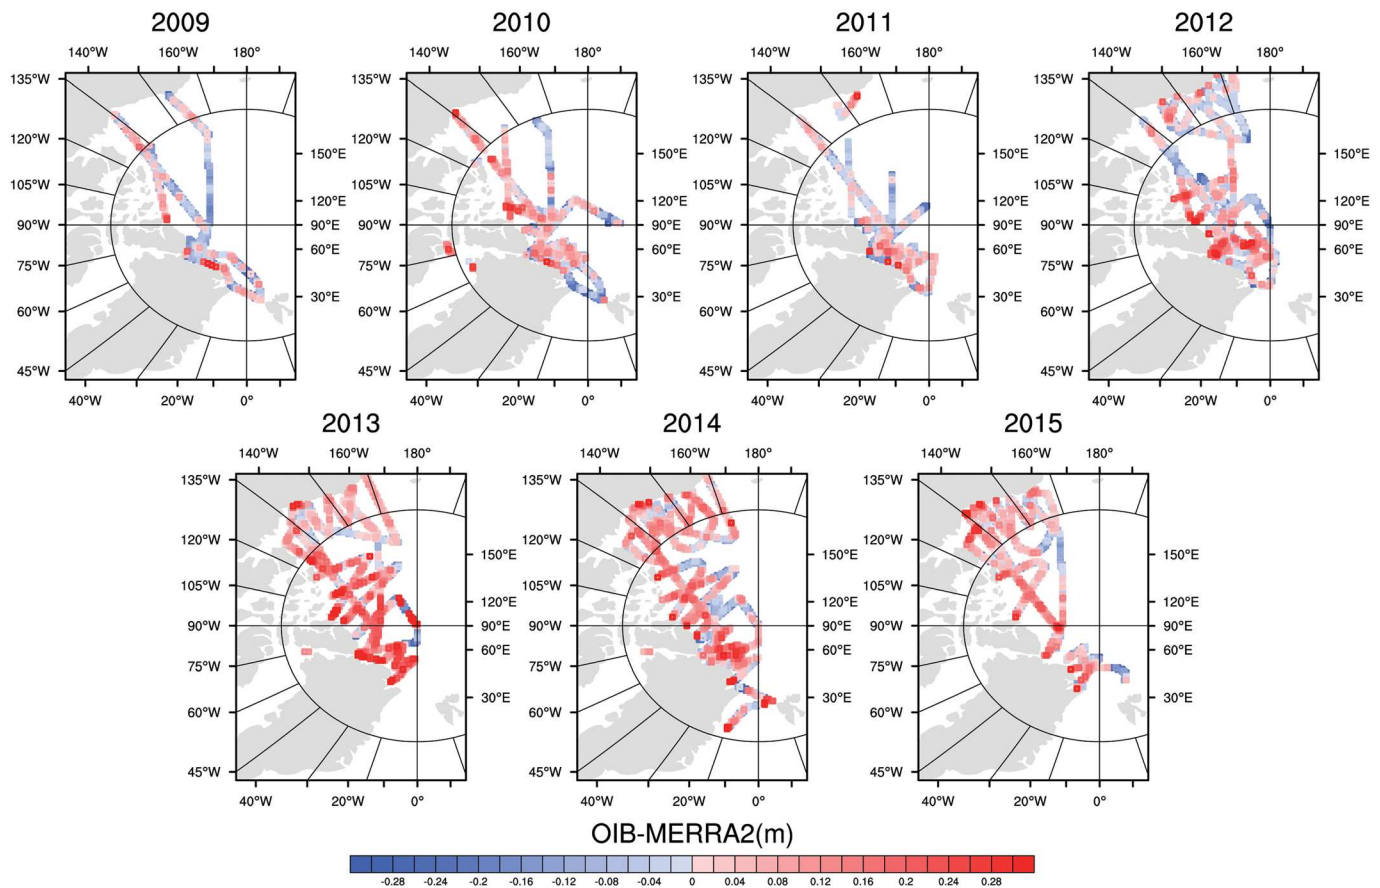 2009 2010 2011 2012
140°W 160°W 180° 140°W 160°W 180° 140°W 160°W 180° 140°W 160°W 180°
135°W 135°W 135°W 135°W
120°W 120°W 120°W 120°W
150°E 150°E 150°E 150°E
105°W 105°W 105°W 105°W
120°E 120°E 120°E 120°E
90°W 90°E 90°W 90°E 90°W 90°E 90°W 90°E
60°E 60°E 60°E 60°E
75°W 75°W 75°W 75°W
30°E 30°E 30°E 30°E
60°W 60°W 60°W 60°W
45°W 45°W 45°W 45°W
40°W 20°W 0° 40°W 20°W 0° 40°W 20°W 0° 40°W 20°W 0°
2013 2014 2015
140°W 160°W 180° 140°W 160°W 180° 140°W 160°W 180°
135°W 135°W 135°W
120°W 120°W 120°W
150°E 150°E 150°E
105°W 105°W 105°W
120°E 120°E 120°E
90°W 90°E 90°W 90°E 90°W 90°E
60°E 60°E 60°E
75°W 75°W 75°W
30°E 30°E 30°E
60°W 60°W 60°W
45°W 45°W 45°W
40°W 20°W 0° 40°W 20°W 0° 40°W 20°W 0°
OIB-MERRA2(m)
-0.28 -0.24 -0.2 -0.16 -0.12 -0.08 -0.04 0 0.04 0.08 0.12 0.16 0.2 0.24 0.28